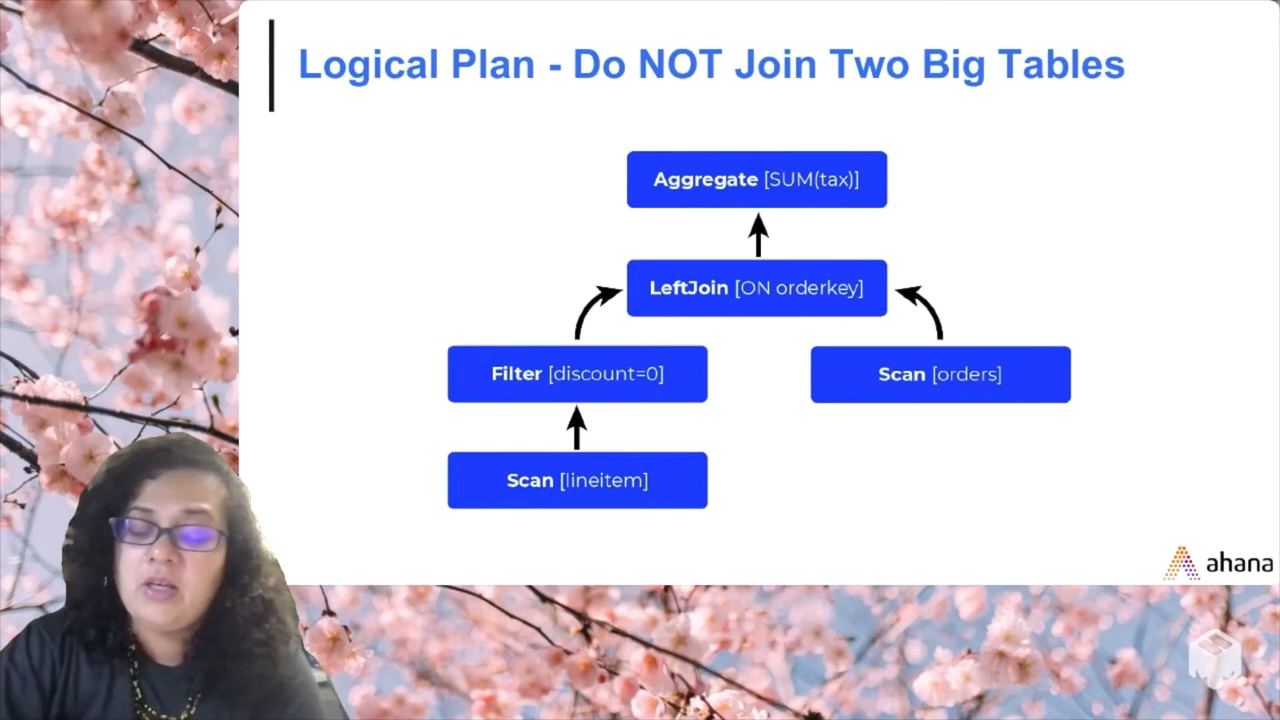 Logical Plan - Do NOT Join Two Big Tables
Aggregate [SUM(tax)]
LeftJoin [ON orderkey]
Filter [discount=0]
Scan [orders]
Scan [lineitem]
ahana